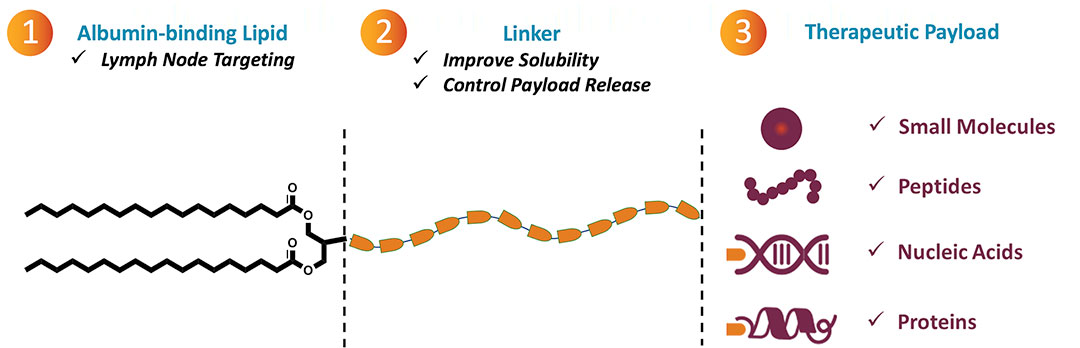 1
Albumin-binding Lipid
✓ Lymph Node Targeting
2
Linker
✓ Improve Solubility
✓ Control Payload Release
3
Therapeutic Payload
✓ Small Molecules
✓ Peptides
✓ Nucleic Acids
✓ Proteins
O
O
O
O